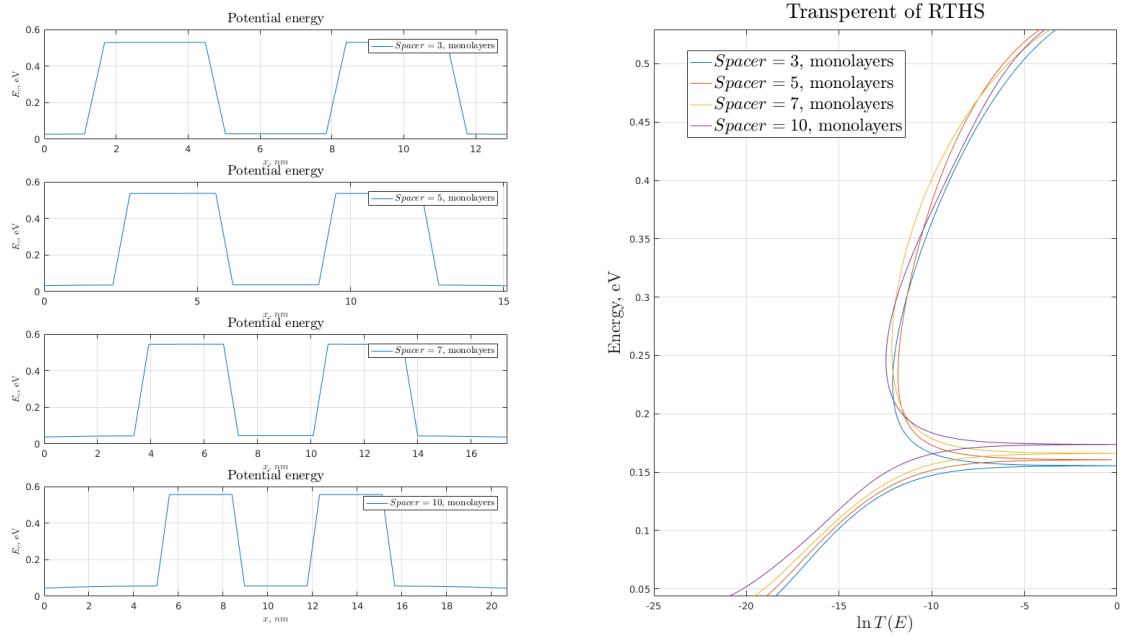 Potential energy
0.6
0.4
0.2
0
E_c, eV
Spacer = 3, monolayers
0 2 4 6 8 10 12
x, nm
Potential energy
0.6
0.4
0.2
0
E_c, eV
Spacer = 5, monolayers
0 5 10 15
x, nm
Potential energy
0.6
0.4
0.2
0
E_c, eV
Spacer = 7, monolayers
0 2 4 6 8 10 12 14 16
x, nm
Potential energy
0.6
0.4
0.2
0
E_c, eV
Spacer = 10, monolayers
0 2 4 6 8 10 12 14 16 18 20
x, nm
Transperent of RTHS
Spacer = 3, monolayers
Spacer = 5, monolayers
Spacer = 7, monolayers
Spacer = 10, monolayers
0.5
0.45
0.4
0.35
0.3
0.25
0.2
0.15
0.1
0.05
Energy, eV
-25 -20 -15 -10 -5 0
ln T(E)